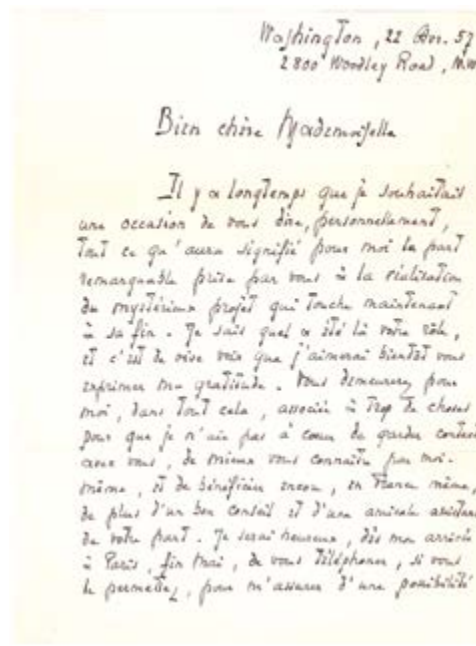 Washington, 22 Avr. 57
2800 Woodley Road, N.W
Bien chère Mademoiselle
Il y a longtemps que je souhaitais
une occasion de vous dire, personnellement,
tout ce qu'aura signifié pour moi la part
remarquable prise par vous à la réalisation
du mystérieux projet qui touche maintenant
à sa fin. Je sais quel a été là votre rôle,
et c'est de vive voix que j'aimerai bientôt vous
exprimer ma gratitude. Vous demeurez pour
moi, dans tout cela, associée à trop de choses
pour que je n'aie pas à cœur de garder contact
avec vous, de mieux vous connaître par moi-
même, et de bénéficier encore, en France même,
de plus d'un bon conseil et d'une amicale assistance
de votre part. Je serai heureux, dès mon arrivée
à Paris, fin Mai, de vous téléphoner, si vous
le permettez, pour m'assurer d'une possibilité